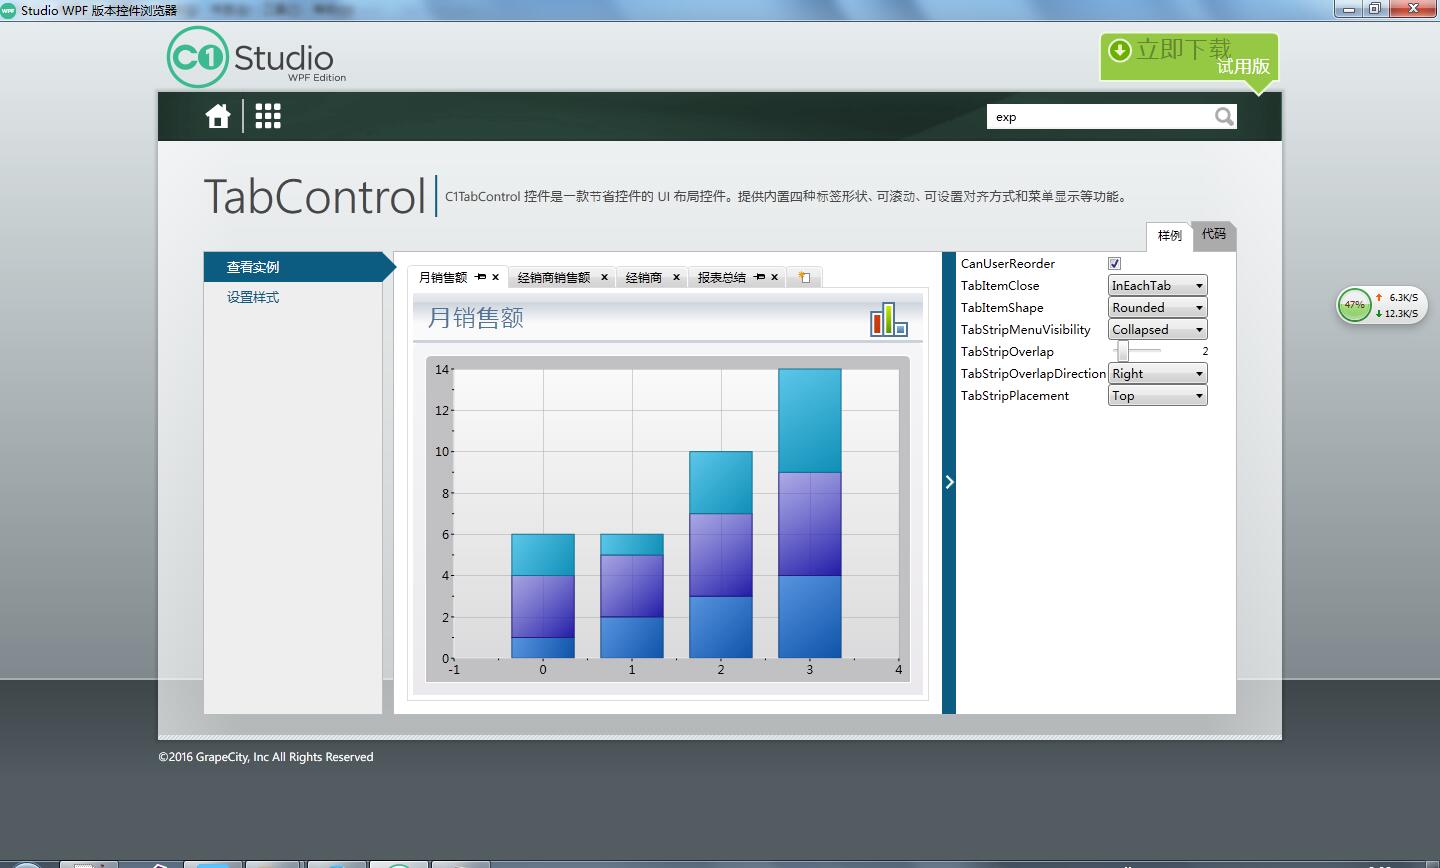 Studio WPF 版本控件浏览器
C1 Studio
WPF Edition
立即下载
试用版
exp
TabControl
C1TabControl 控件是一款节省控件的 UI 布局控件。提供内置四种标签形状、可滚动、可设置对齐方式和菜单显示等功能。
样例
代码
查看实例
设置样式
月销售额
经销商销售额
经销商
报表总结
月销售额
14
12
10
8
6
4
2
0
-1 0 1 2 3 4
CanUserReorder
TabItemClose InEachTab
TabItemShape Rounded
TabStripMenuVisibility Collapsed
TabStripOverlap 2
TabStripOverlapDirection Right
TabStripPlacement Top
47%
6.3K/S
12.3K/S
©2016 GrapeCity, Inc All Rights Reserved